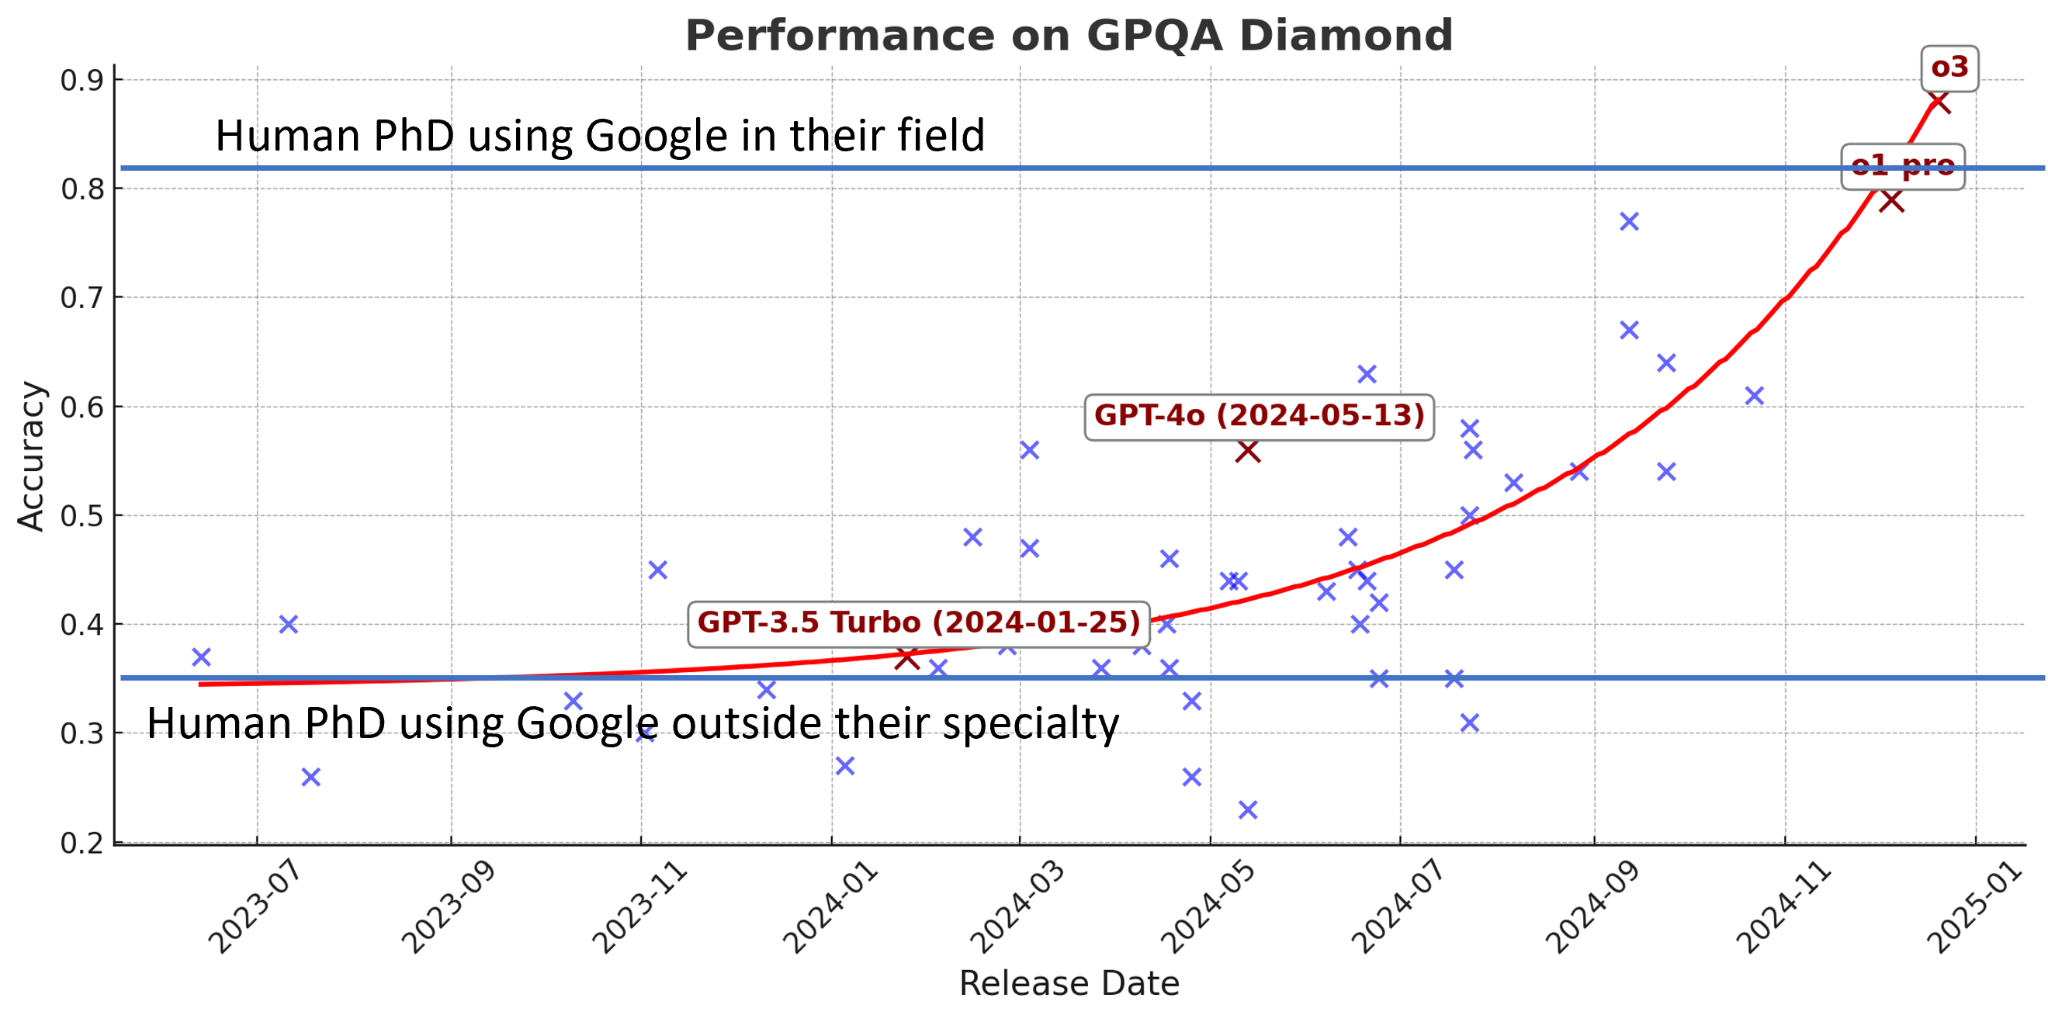 Performance on GPQA Diamond
o3
0.9
Human PhD using Google in their field
o1 pro
0.8
0.7
0.6
GPT-4o (2024-05-13)
0.5
Accuracy
0.4
GPT-3.5 Turbo (2024-01-25)
Human PhD using Google outside their specialty
0.3
0.2
2023-07
2023-09
2023-11
2024-01
2024-03
2024-05
2024-07
2024-09
2024-11
2025-01
Release Date